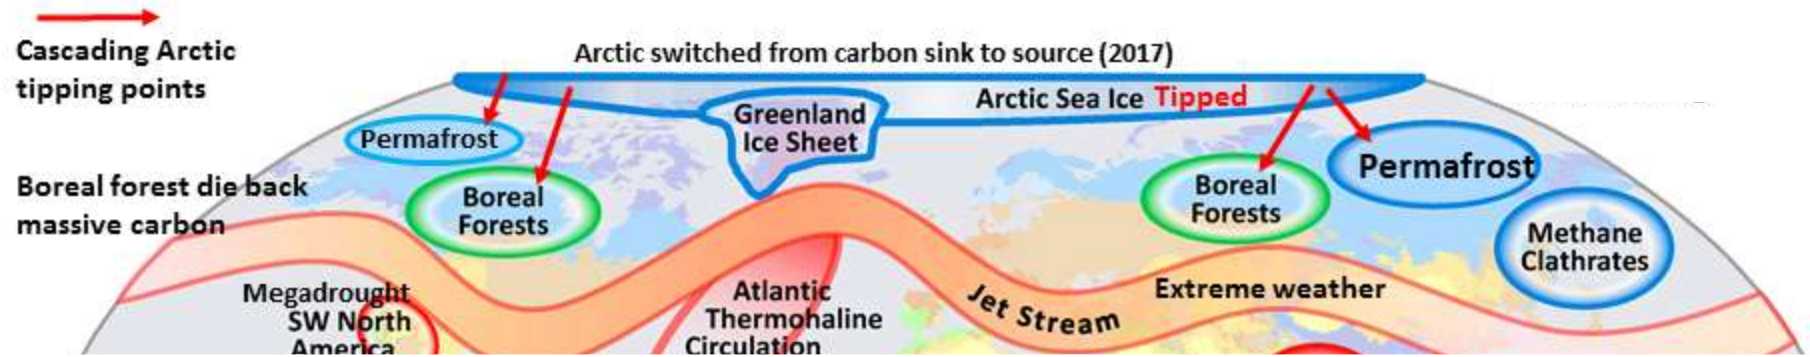 Cascading Arctic
tipping points
Arctic switched from carbon sink to source (2017)
Arctic Sea Ice Tipped
Greenland
Ice Sheet
Permafrost
Boreal
Forests
Boreal
Forests
Permafrost
Boreal forest die back
massive carbon
Methane
Clathrates
Megadrought
SW North
America
Atlantic
Thermohaline
Circulation
Jet Stream
Extreme weather